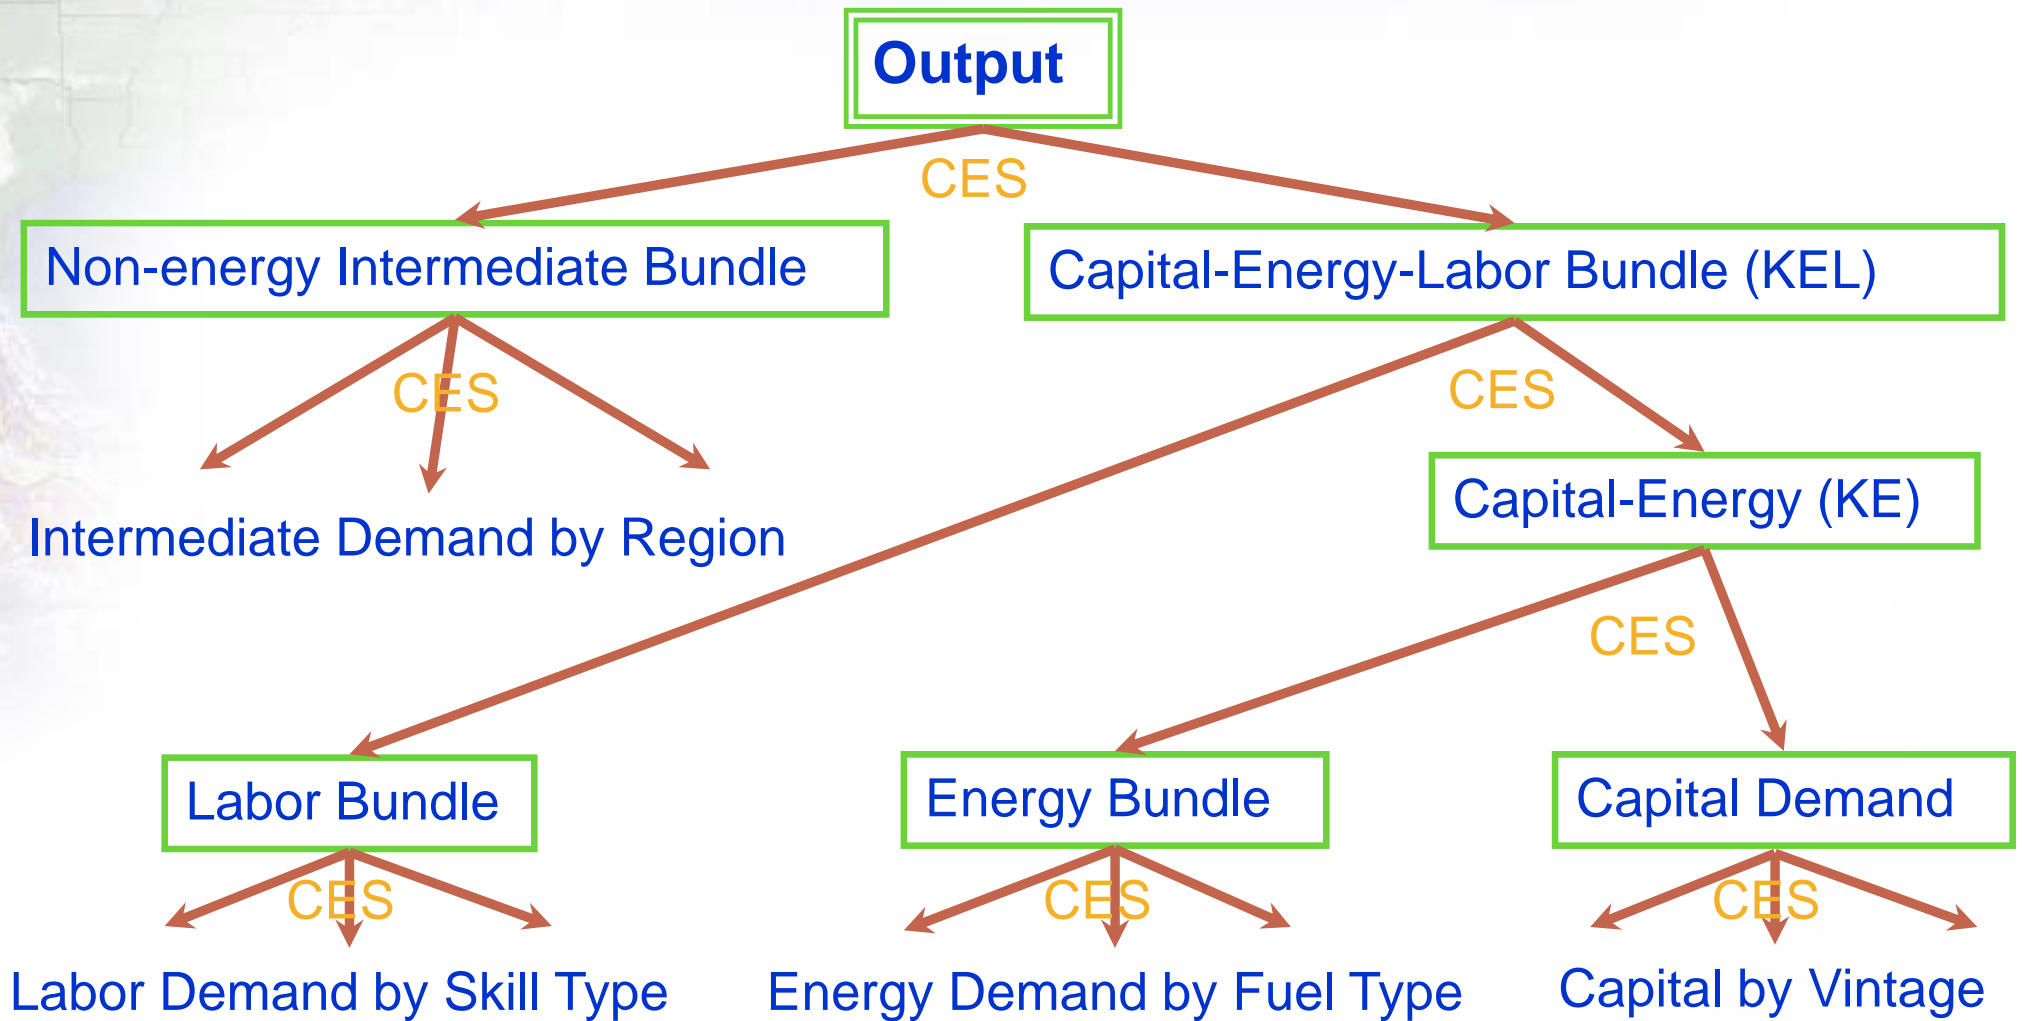 Output
CES
Non-energy Intermediate Bundle
Capital-Energy-Labor Bundle (KEL)
CES
CES
Capital-Energy (KE)
Intermediate Demand by Region
CES
Labor Bundle
Energy Bundle
Capital Demand
CES
CES
CES
Labor Demand by Skill Type
Energy Demand by Fuel Type
Capital by Vintage